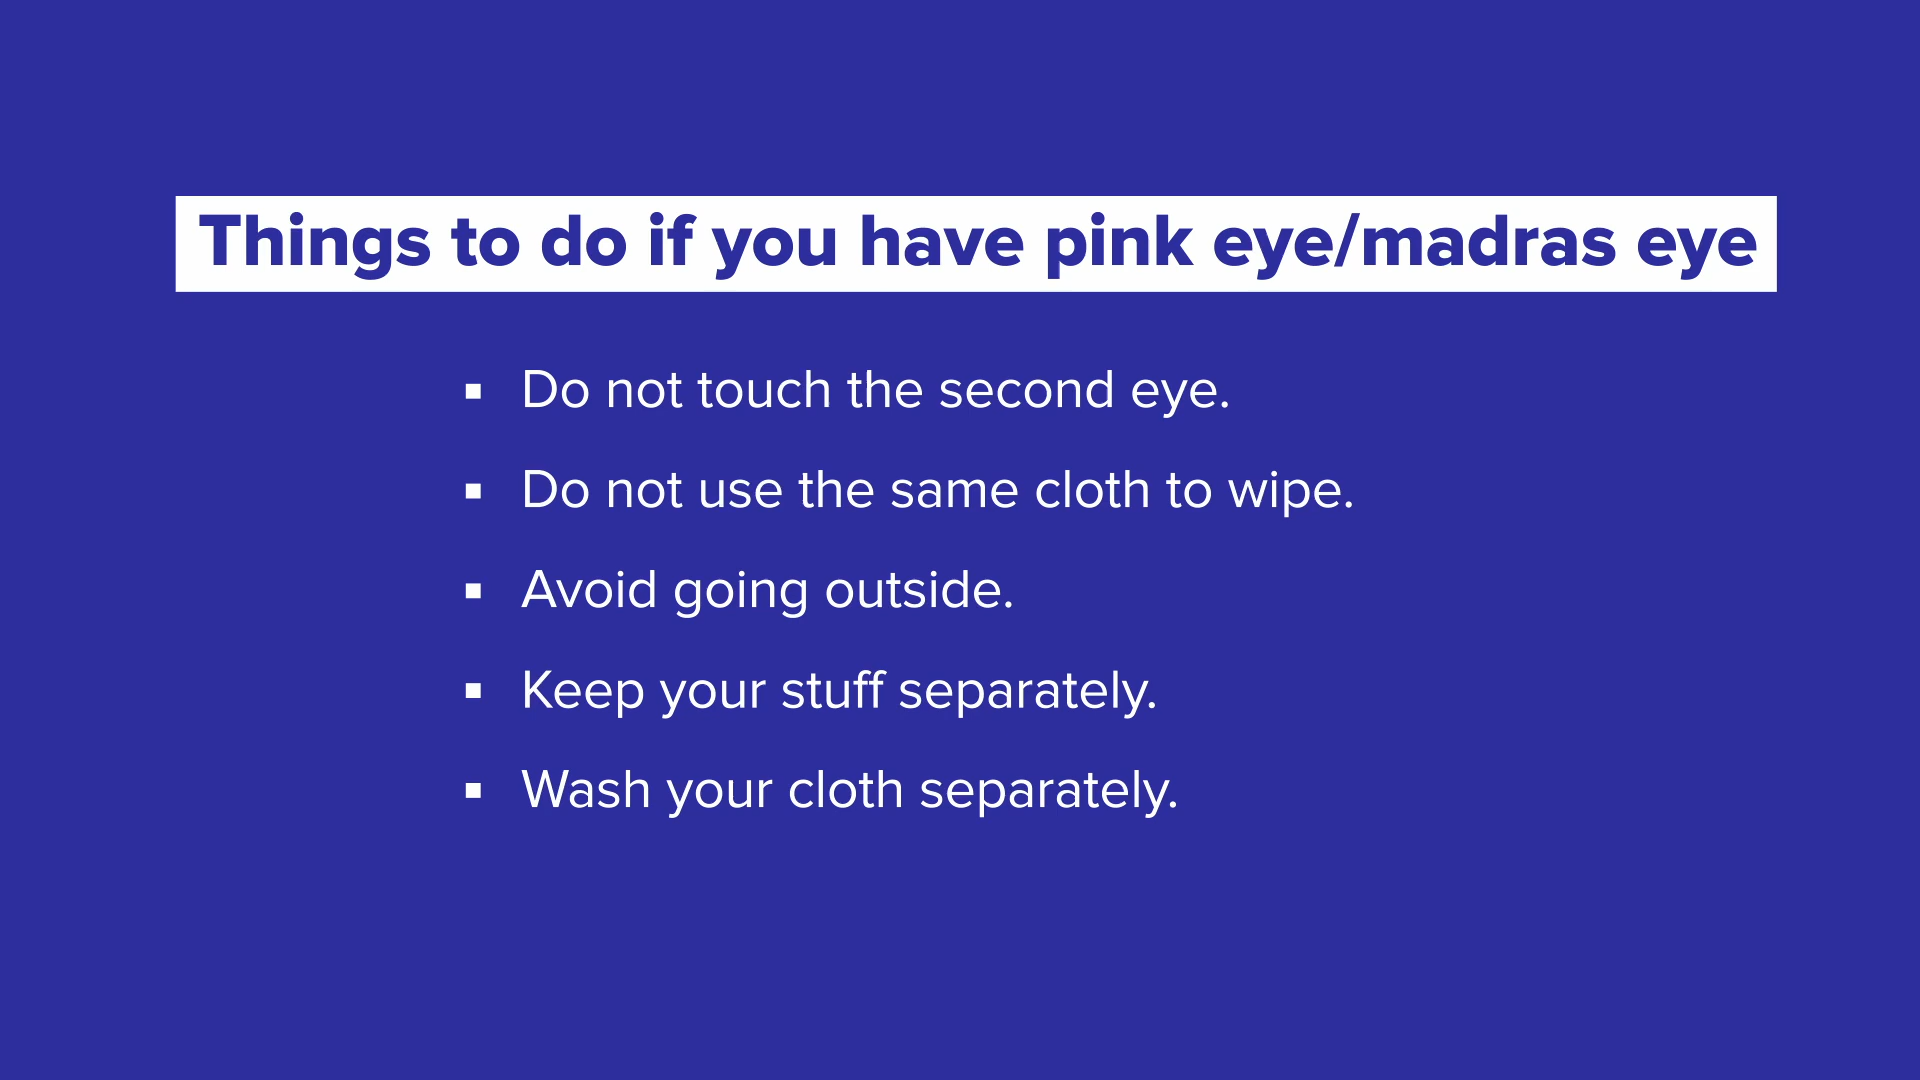 Things to do if you have pink eye/madras eye
▪ Do not touch the second eye.
▪ Do not use the same cloth to wipe.
▪ Avoid going outside.
▪ Keep your stuff separately.
▪ Wash your cloth separately.